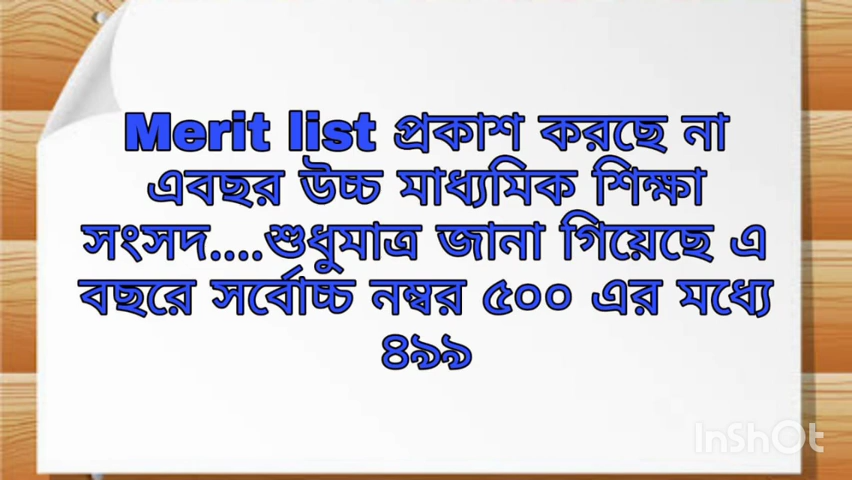 Merit list প্রকাশ করছে না
এবছর উচ্চ মাধ্যমিক শিক্ষা
সংসদ....শুধুমাত্র জানা গিয়েছে এ
বছরে সর্বোচ্চ নম্বর ৫০০ এর মধ্যে
৪৯৯
InShOt